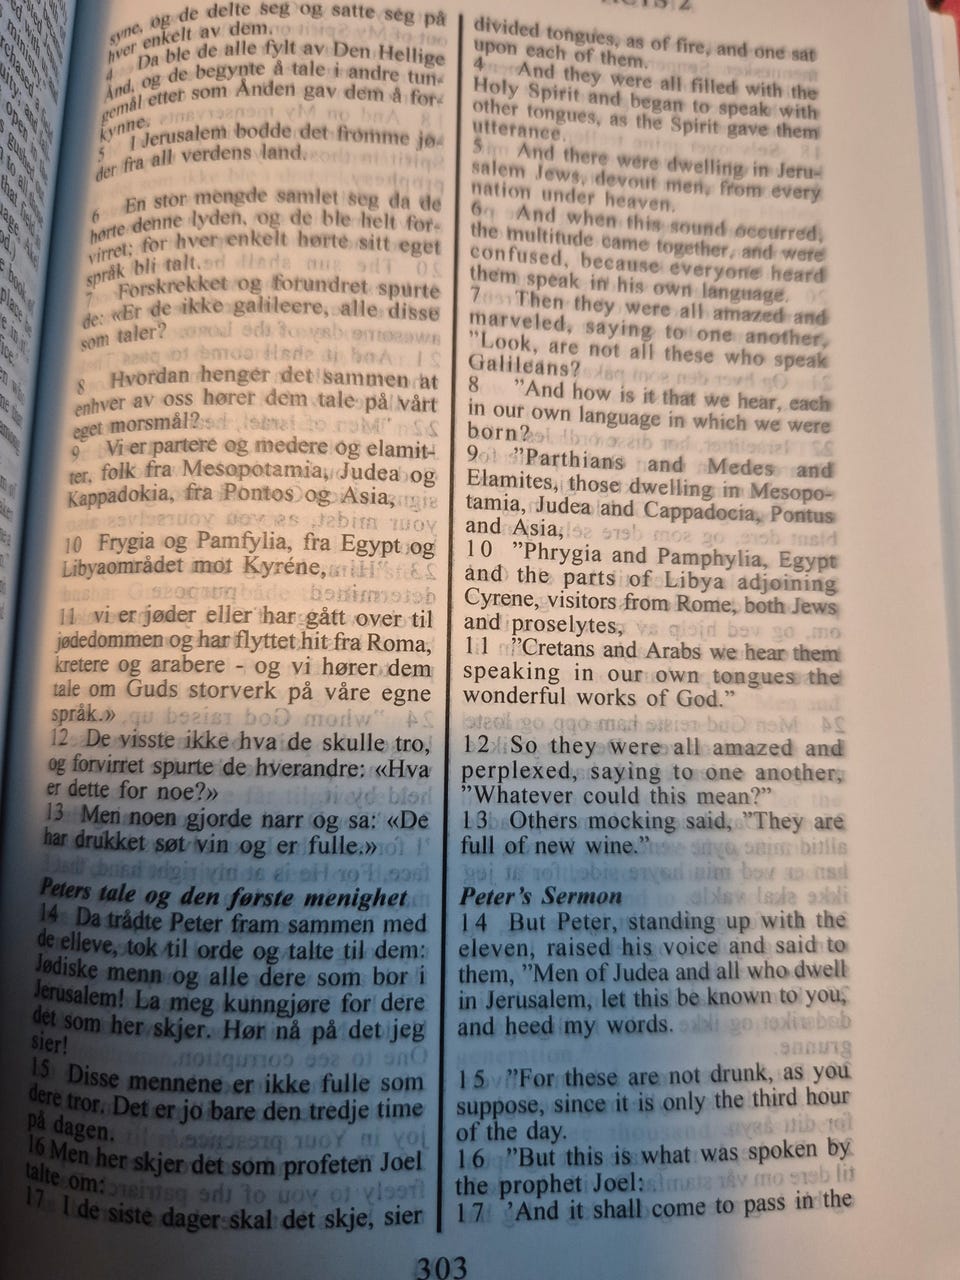 ACTS 2
syne, og de delte seg og satte seg på
hver enkelt av dem.
4 Da ble de alle fylt av Den Hellige
Ånd, og de begynte å tale i andre tun-
gemål etter som Ånden gav dem å for-
kynne.
5 I Jerusalem bodde det fromme jø-
der fra all verdens land.
6 En stor mengde samlet seg da de
hørte denne lyden, og de ble helt for-
virret; for hver enkelt hørte sitt eget
språk bli talt.
7 Forskrekket og forundret spurte
de: «Er de ikke galileere, alle disse
som taler?
8 Hvordan henger det sammen at
enhver av oss hører dem tale på vårt
eget morsmål?
9 Vi er partere og medere og elamit-
ter, folk fra Mesopotamia, Judea og
Kappadokia, fra Pontos og Asia,
10 Frygia og Pamfylia, fra Egypt og
Libyaområdet mot Kyréne,
11 vi er jøder eller har gått over til
jødedommen og har flyttet hit fra Roma,
kretere og arabere - og vi hører dem
tale om Guds storverk på våre egne
språk.»
12 De visste ikke hva de skulle tro,
og forvirret spurte de hverandre: «Hva
er dette for noe?»
13 Men noen gjorde narr og sa: «De
har drukket søt vin og er fulle.»
Peters tale og den første menighet
14 Da trådte Peter fram sammen med
de elleve, tok til orde og talte til dem:
Jødiske menn og alle dere som bor i
Jerusalem! La meg kunngjøre for dere
det som her skjer. Hør nå på det jeg
sier!
15 Disse mennene er ikke fulle som
dere tror. Det er jo bare den tredje time
på dagen.
16 Men her skjer det som profeten Joel
talte om:
17 I de siste dager skal det skje, sier
divided tongues, as of fire, and one sat
upon each of them.
4 And they were all filled with the
Holy Spirit and began to speak with
other tongues, as the Spirit gave them
utterance.
5 And there were dwelling in Jeru-
salem Jews, devout men, from every
nation under heaven.
6 And when this sound occurred,
the multitude came together, and were
confused, because everyone heard
them speak in his own language.
7 Then they were all amazed and
marveled, saying to one another,
"Look, are not all these who speak
Galileans?
8 "And how is it that we hear, each
in our own language in which we were
born?
9 "Parthians and Medes and
Elamites, those dwelling in Mesopo-
tamia, Judea and Cappadocia, Pontus
and Asia,
10 "Phrygia and Pamphylia, Egypt
and the parts of Libya adjoining
Cyrene, visitors from Rome, both Jews
and proselytes,
11 "Cretans and Arabs we hear them
speaking in our own tongues the
wonderful works of God."
12 So they were all amazed and
perplexed, saying to one another,
"Whatever could this mean?"
13 Others mocking said, "They are
full of new wine."
Peter's Sermon
14 But Peter, standing up with the
eleven, raised his voice and said to
them, "Men of Judea and all who dwell
in Jerusalem, let this be known to you,
and heed my words.
15 "For these are not drunk, as you
suppose, since it is only the third hour
of the day.
16 "But this is what was spoken by
the prophet Joel:
17 'And it shall come to pass in the
303